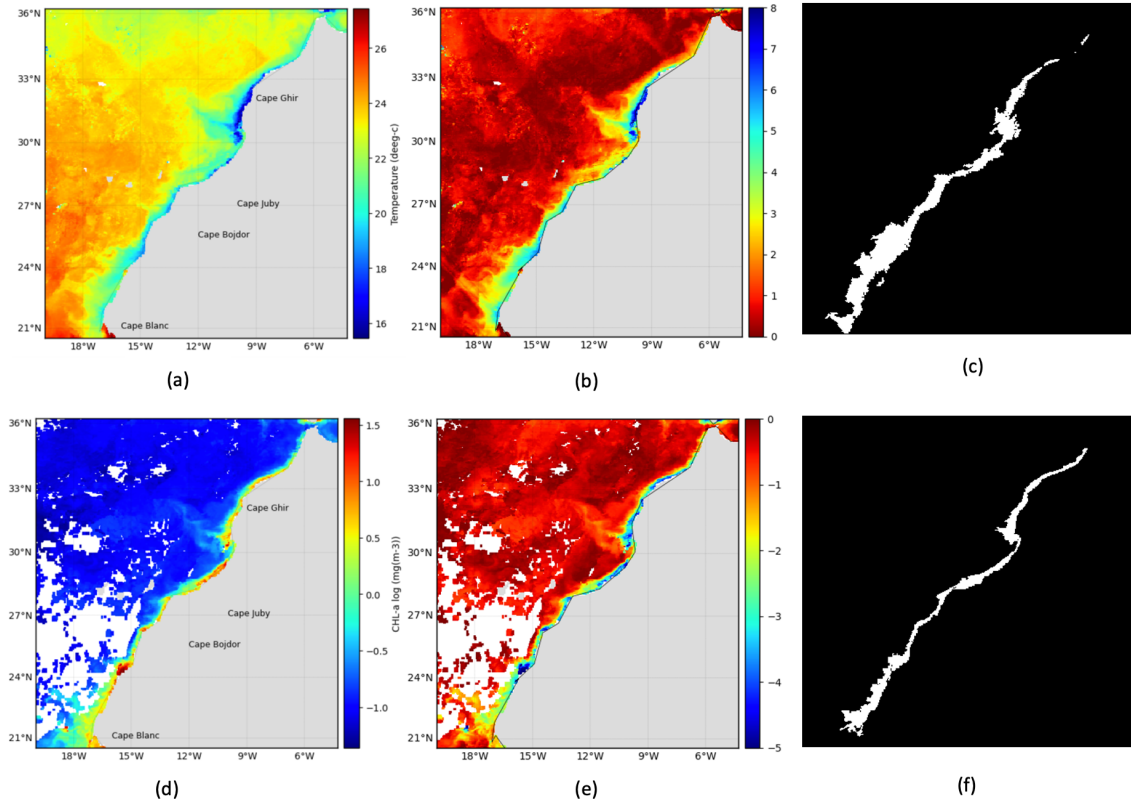 36°N
33°N
30°N
27°N
24°N
21°N
Cape Ghir
Cape Juby
Cape Bojdor
Cape Blanc
18°W 15°W 12°W 9°W 6°W
26
24
22
20
18
16
Temperature (deeg-c)
(a)
36°N
33°N
30°N
27°N
24°N
21°N
18°W 15°W 12°W 9°W 6°W
8
7
6
5
4
3
2
1
0
(b)
(c)
36°N
33°N
30°N
27°N
24°N
21°N
Cape Ghir
Cape Juby
Cape Bojdor
Cape Blanc
18°W 15°W 12°W 9°W 6°W
1.5
1.0
0.5
0.0
−0.5
−1.0
CHL-a log (mg(m-3))
(d)
36°N
33°N
30°N
27°N
24°N
21°N
18°W 15°W 12°W 9°W 6°W
0
−1
−2
−3
−4
−5
(e)
(f)